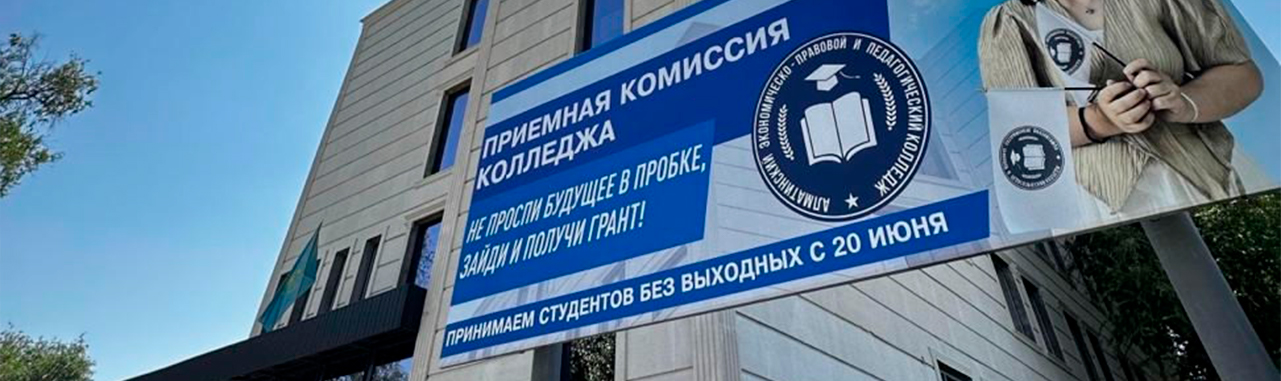 ПРИЕМНАЯ КОМИССИЯ
КОЛЛЕДЖА
НЕ ПРОСПИ БУДУЩЕЕ В ПРОБКЕ,
ЗАЙДИ И ПОЛУЧИ ГРАНТ!
ПРИНИМАЕМ СТУДЕНТОВ БЕЗ ВЫХОДНЫХ С 20 ИЮНЯ
АЛМАТИНСКИЙ ЭКОНОМИЧЕСКО-ПРАВОВОЙ И ПЕДАГОГИЧЕСКИЙ КОЛЛЕДЖ